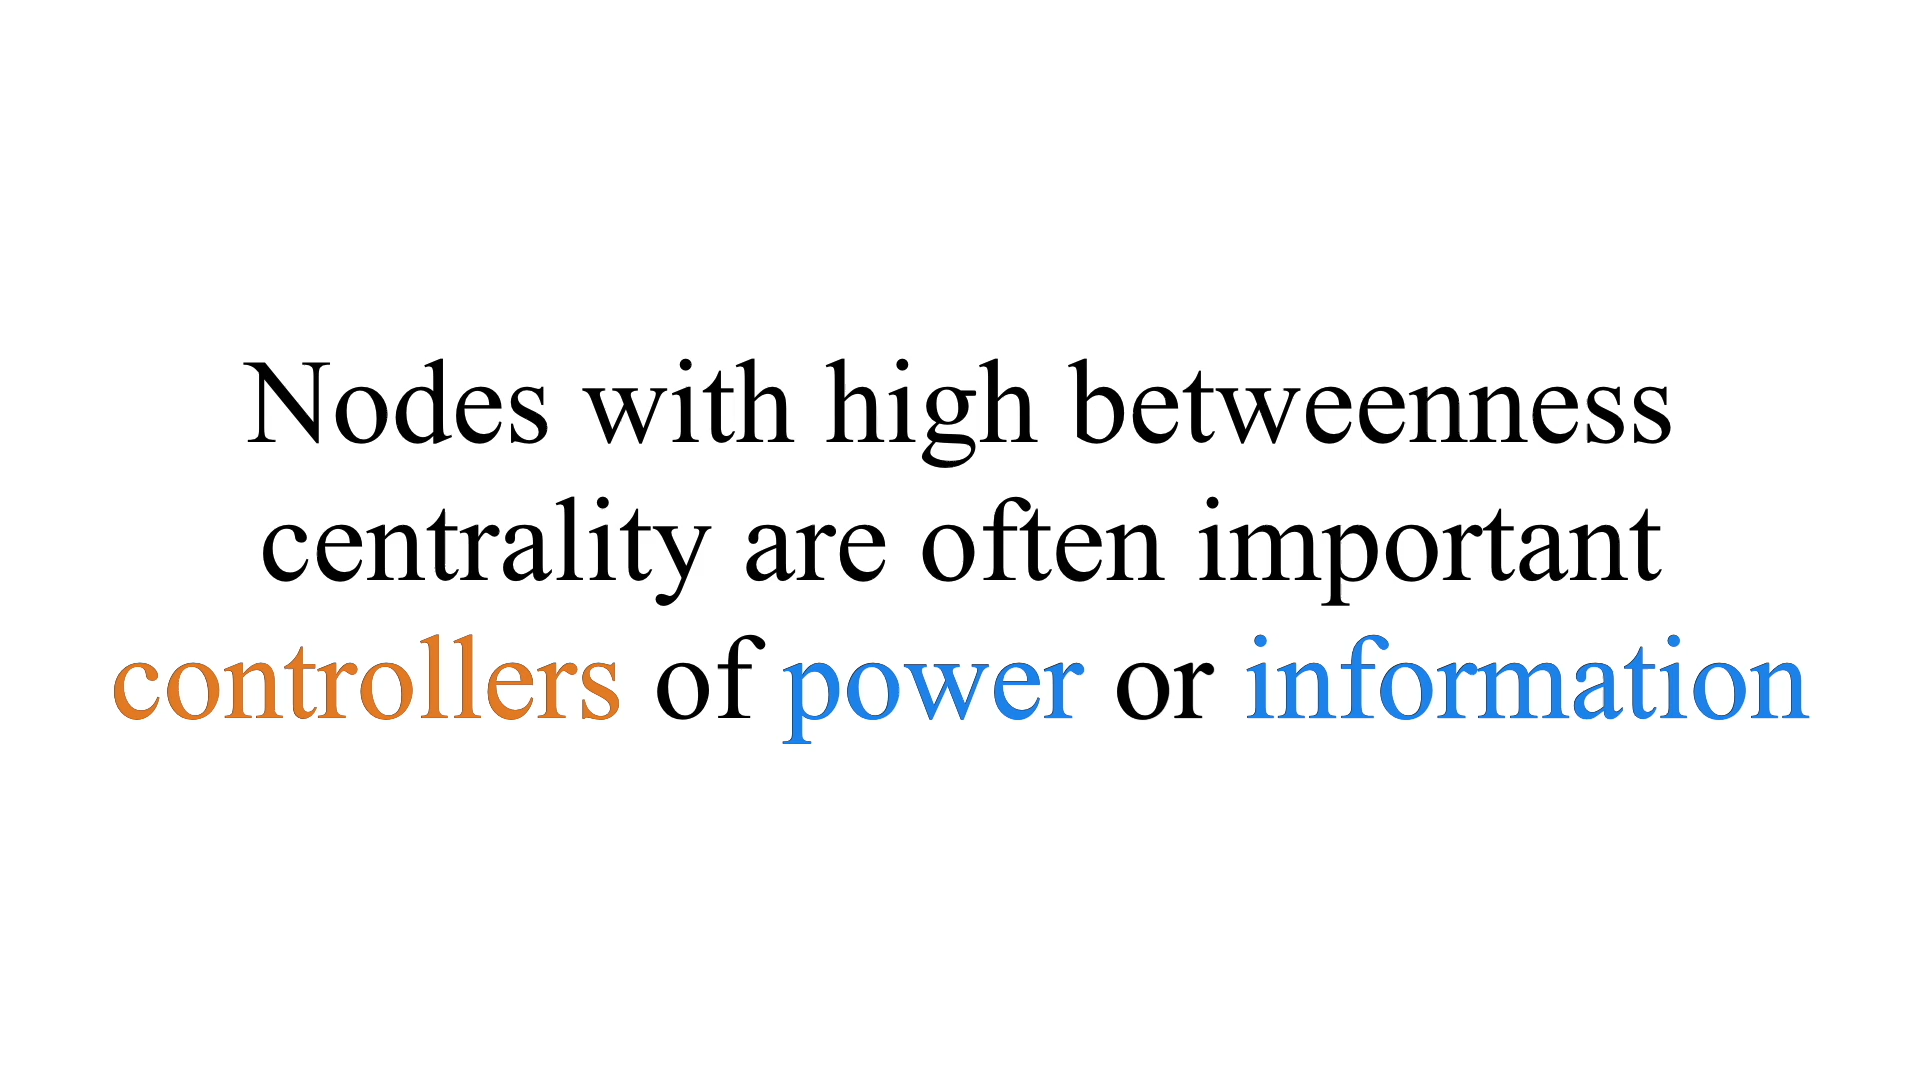 Nodes with high betweenness
centrality are often important
controllers of power or information